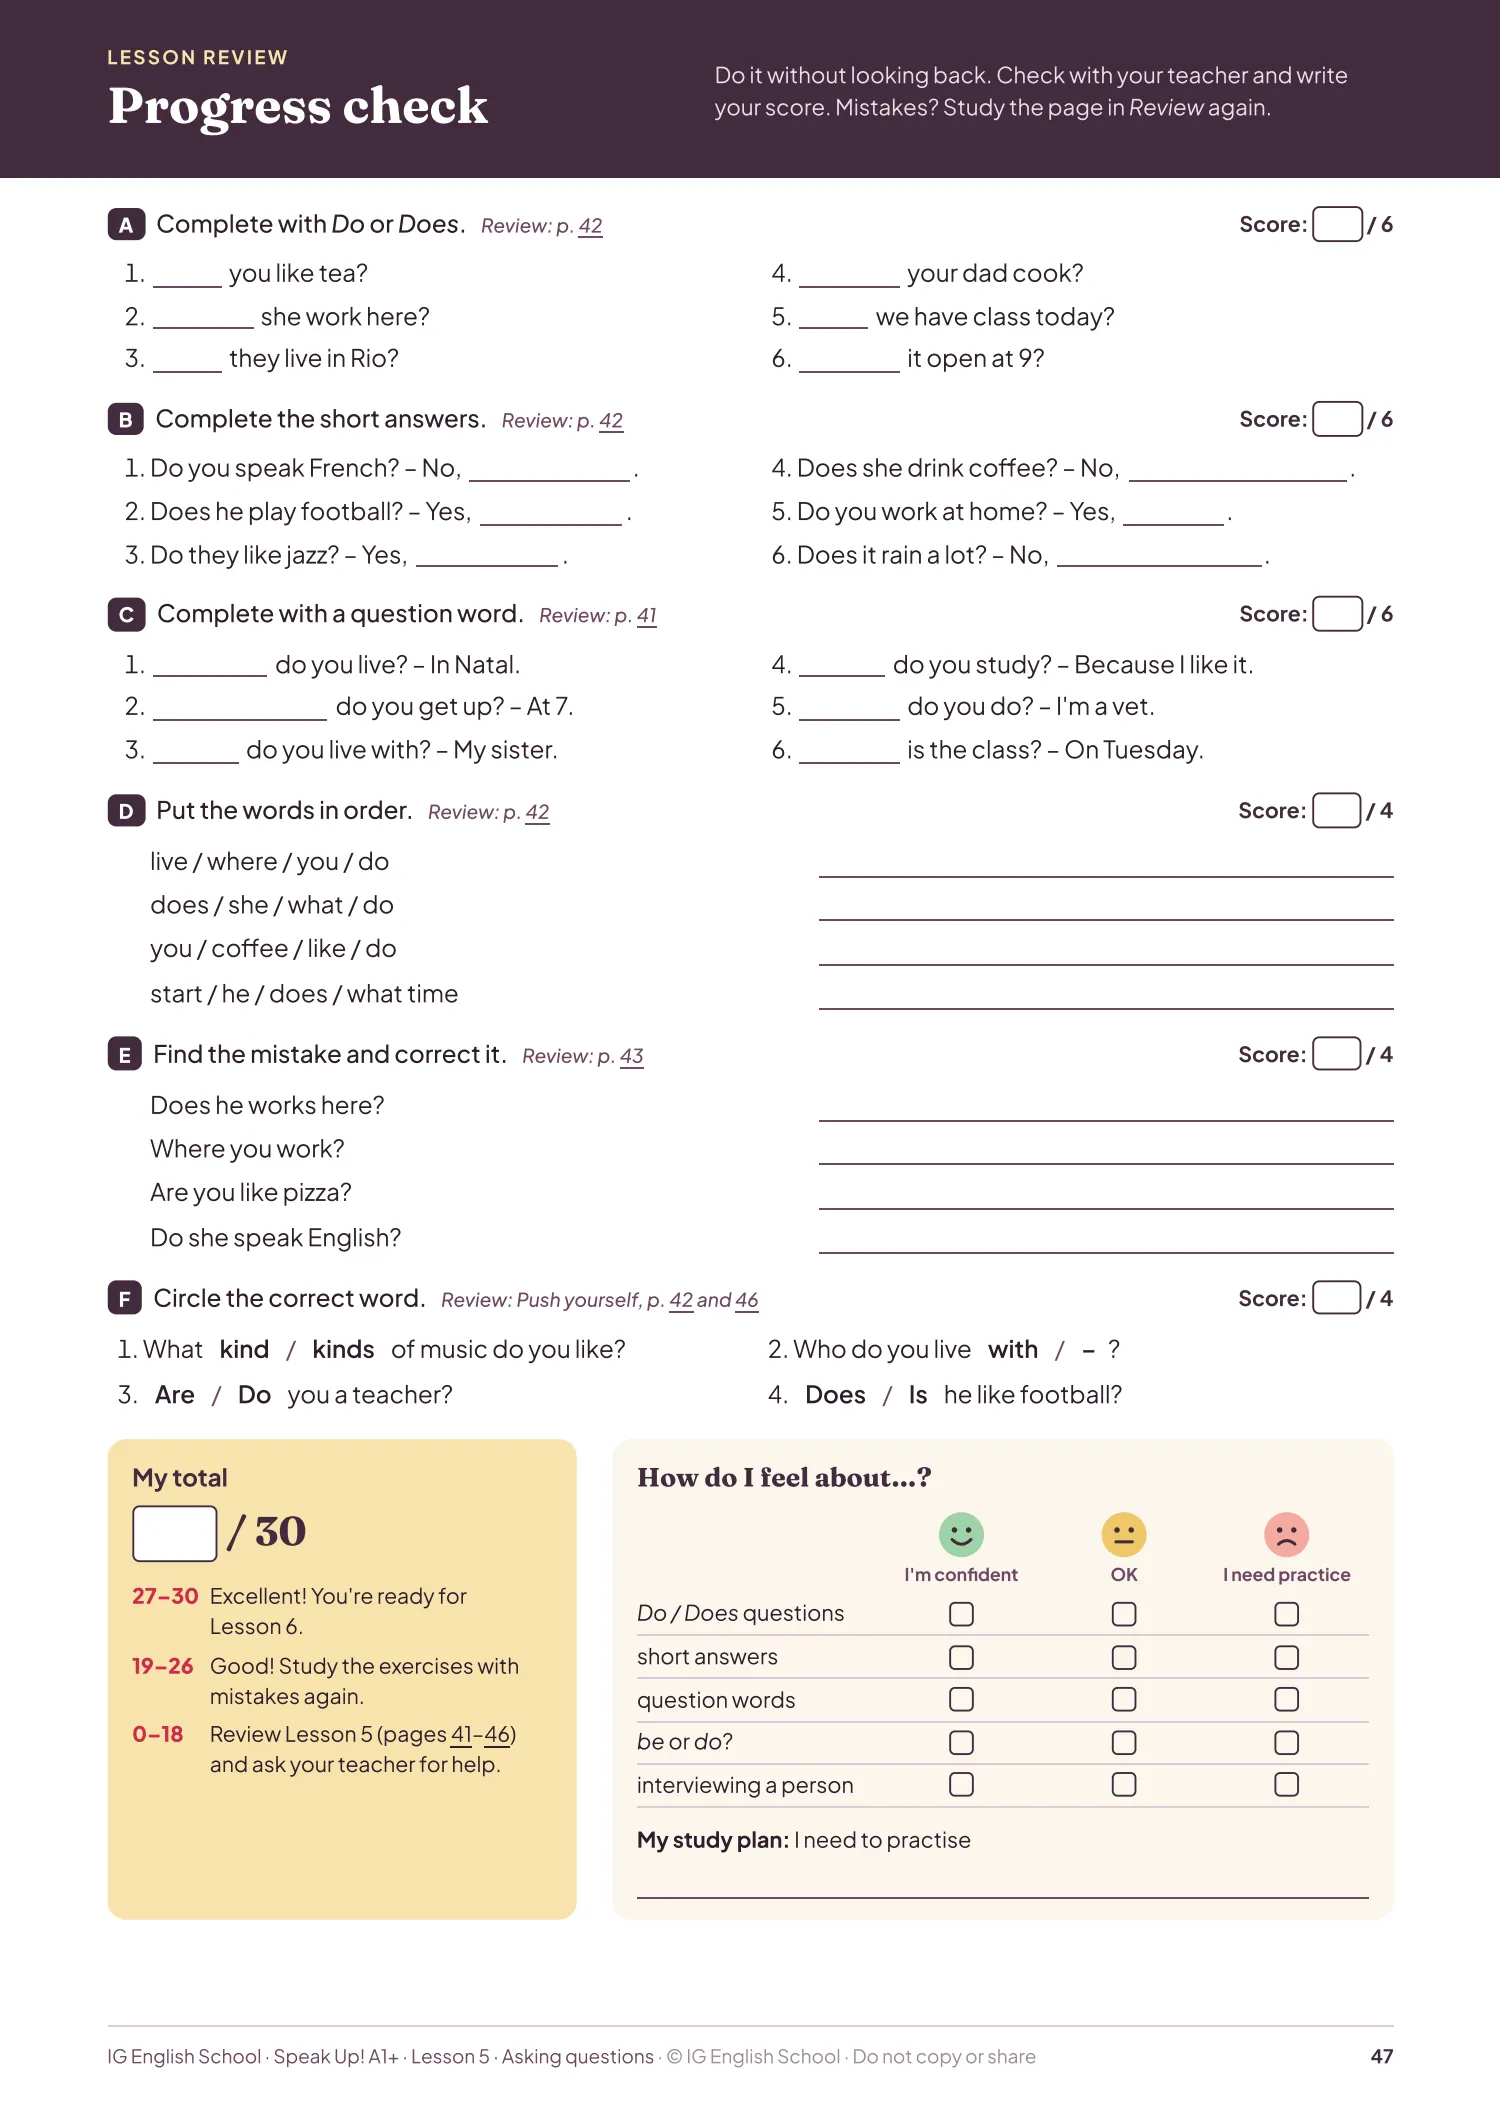 LESSON REVIEW
Progress check
Do it without looking back. Check with your teacher and write
your score. Mistakes? Study the page in Review again.
A Complete with Do or Does. Review: p. 42 Score: / 6
1. ______ you like tea?
2. ______ she work here?
3. ______ they live in Rio?
4. ______ your dad cook?
5. ______ we have class today?
6. ______ it open at 9?
B Complete the short answers. Review: p. 42 Score: / 6
1. Do you speak French? – No, ______.
2. Does he play football? – Yes, ______.
3. Do they like jazz? – Yes, ______.
4. Does she drink coffee? – No, ______.
5. Do you work at home? – Yes, ______.
6. Does it rain a lot? – No, ______.
C Complete with a question word. Review: p. 41 Score: / 6
1. ______ do you live? – In Natal.
2. ______ do you get up? – At 7.
3. ______ do you live with? – My sister.
4. ______ do you study? – Because I like it.
5. ______ do you do? – I'm a vet.
6. ______ is the class? – On Tuesday.
D Put the words in order. Review: p. 42 Score: / 4
live / where / you / do
does / she / what / do
you / coffee / like / do
start / he / does / what time
E Find the mistake and correct it. Review: p. 43 Score: / 4
Does he works here?
Where you work?
Are you like pizza?
Do she speak English?
F Circle the correct word. Review: Push yourself, p. 42 and 46 Score: / 4
1. What kind / kinds of music do you like?
2. Who do you live with / – ?
3. Are / Do you a teacher?
4. Does / Is he like football?
My total
/ 30
27–30 Excellent! You're ready for
Lesson 6.
19–26 Good! Study the exercises with
mistakes again.
0–18 Review Lesson 5 (pages 41–46)
and ask your teacher for help.
How do I feel about...?
I'm confident OK I need practice
Do / Does questions
short answers
question words
be or do?
interviewing a person
My study plan: I need to practise
IG English School · Speak Up! A1+ · Lesson 5 · Asking questions · © IG English School · Do not copy or share
47